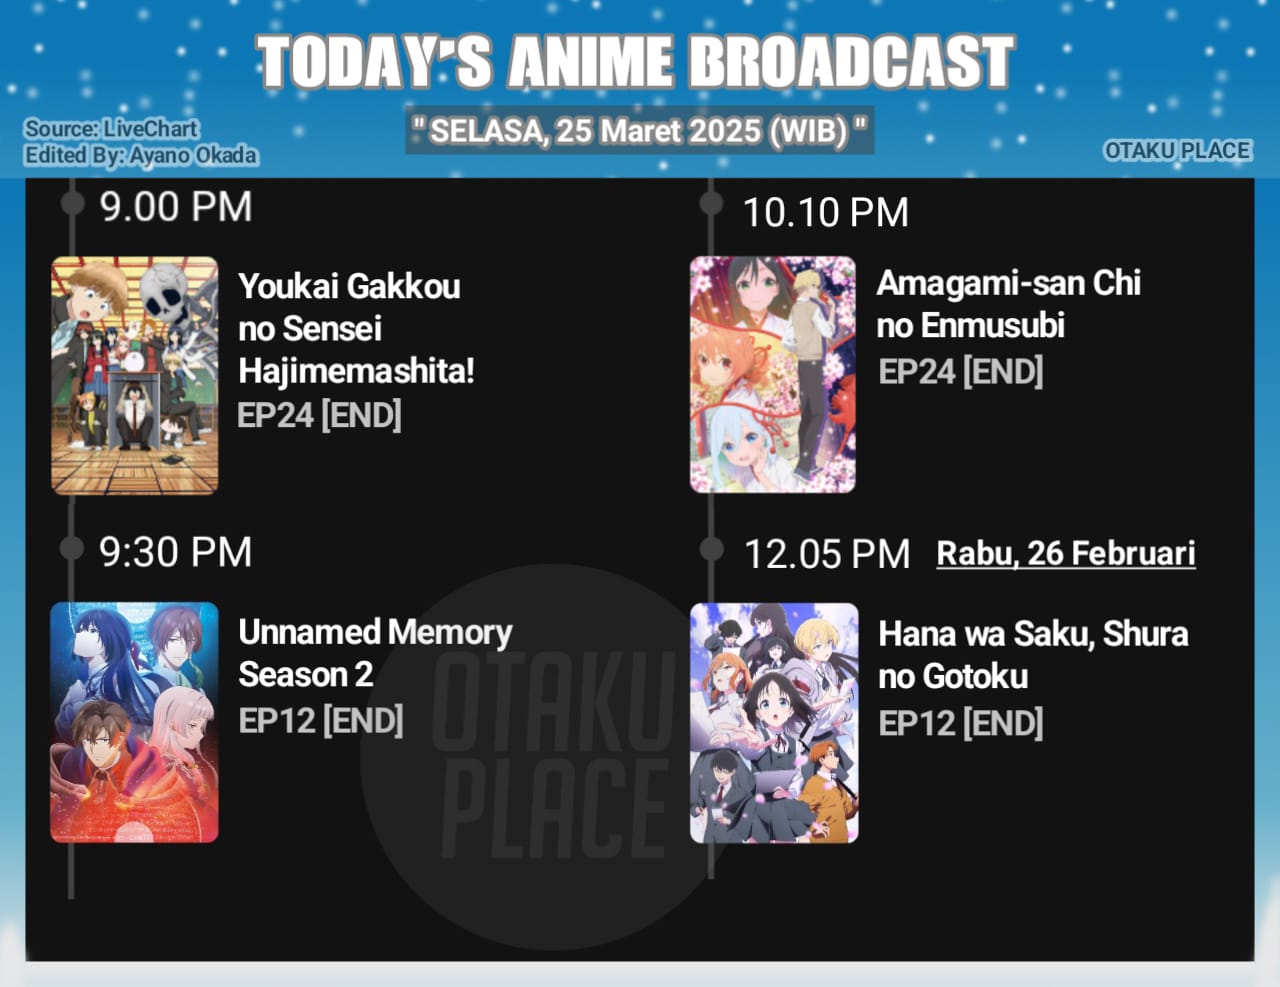 TODAY'S ANIME BROADCAST
" SELASA, 25 Maret 2025 (WIB) "
Source: LiveChart
Edited By: Ayano Okada
OTAKU PLACE
9.00 PM
Youkai Gakkou
no Sensei
Hajimemashita!
EP24 [END]
9:30 PM
Unnamed Memory
Season 2
EP12 [END]
10.10 PM
Amagami-san Chi
no Enmusubi
EP24 [END]
12.05 PM Rabu, 26 Februari
Hana wa Saku, Shura
no Gotoku
EP12 [END]
OTAKU
PLACE